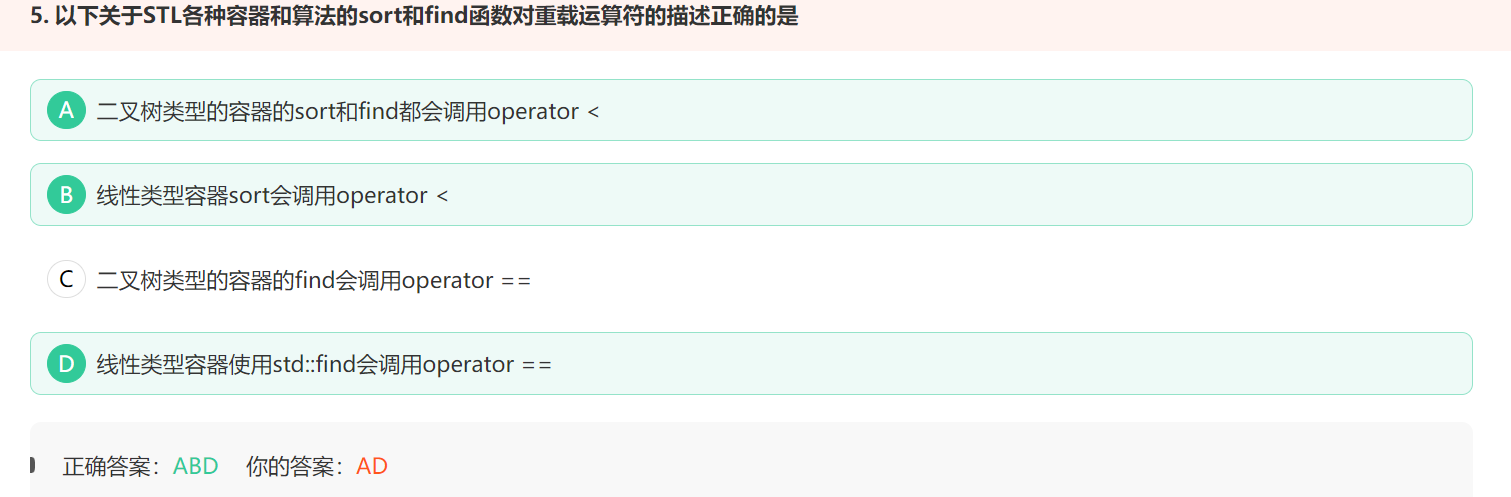 5. 以下关于STL各种容器和算法的sort和find函数对重载运算符的描述正确的是
A 二叉树类型的容器的sort和find都会调用operator <
B 线性类型容器sort会调用operator <
C 二叉树类型的容器的find会调用operator ==
D 线性类型容器使用std::find会调用operator ==
正确答案：ABD 你的答案：AD